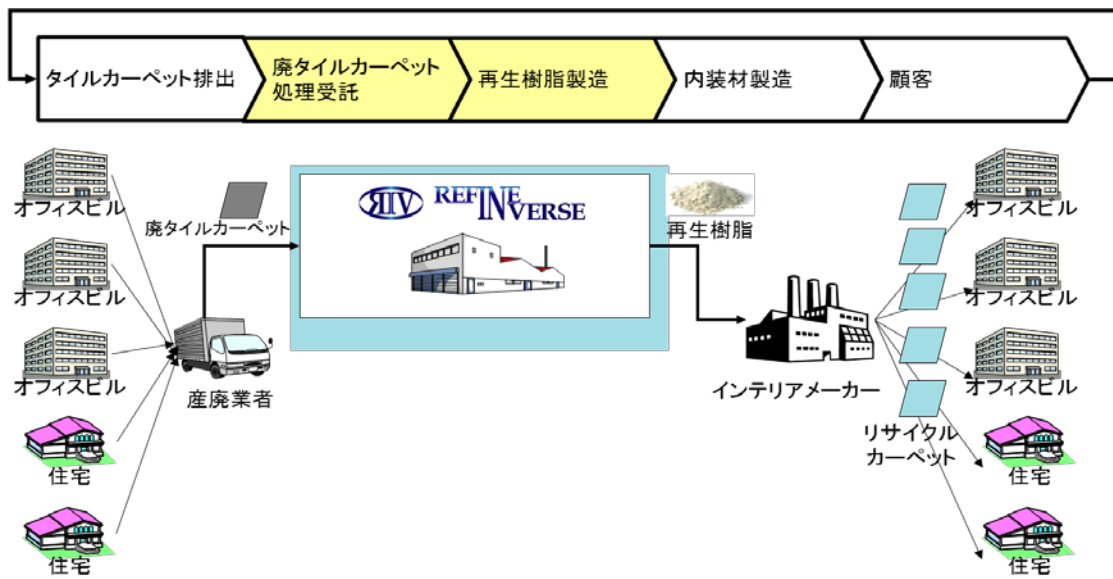 タイルカーペット排出
廃タイルカーペット
処理受託
再生樹脂製造
内装材製造
顧客
オフィスビル
オフィスビル
オフィスビル
住宅
住宅
廃タイルカーペット
産廃業者
RIV
REFINE
INVERSE
再生樹脂
インテリアメーカー
リサイクル
カーペット
オフィスビル
オフィスビル
オフィスビル
住宅
住宅